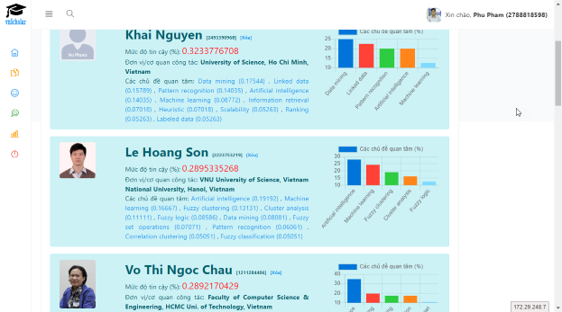 vnScholar
Xin chào, Phu Pham (2788818598)
Khai Nguyen [2493390968] [Xóa]
Mức độ tin cậy (%): 0.3233776708
Đơn vị/cơ quan công tác: University of Science, Ho Chi Minh,
Vietnam
Các chủ đề quan tâm: Data mining (0.17544) , Linked data
(0.15789) , Pattern recognition (0.14035) , Artificial intelligence
(0.14035) , Machine learning (0.08772) , Information retrieval
(0.07018) , Heuristic (0.07018) , Scalability (0.05263) , Ranking
(0.05263) , Labeled data (0.05263)
Các chủ đề quan tâm (%)
25
20
15
10
Data mining
Linked data
Pattern recognition
Artificial intelligence
Machine learning
Le Hoang Son [2223753219] [Xóa]
Mức độ tin cậy (%): 0.2895335268
Đơn vị/cơ quan công tác: VNU University of Science, Vietnam
National University, Hanoi, Vietnam
Các chủ đề quan tâm: Artificial intelligence (0.19192) , Machine
learning (0.16667) , Fuzzy clustering (0.13131) , Cluster analysis
(0.11111) , Fuzzy logic (0.08586) , Data mining (0.08081) , Fuzzy
set operations (0.07071) , Pattern recognition (0.06061) ,
Correlation clustering (0.05051) , Fuzzy classification (0.05051)
Các chủ đề quan tâm (%)
30
25
20
15
10
Artificial intelligence
Machine learning
Fuzzy clustering
Cluster analysis
Fuzzy logic
Vo Thi Ngoc Chau
Mức độ tin cậy (%): 0.2892170429
Đơn vị/cơ quan công tác: Faculty of Computer Science &
Engineering, HCMC Uni. of Technology, Vietnam
[Xóa]
Các chủ đề quan tâm (%)
40
30
20
10
172.29.248.7